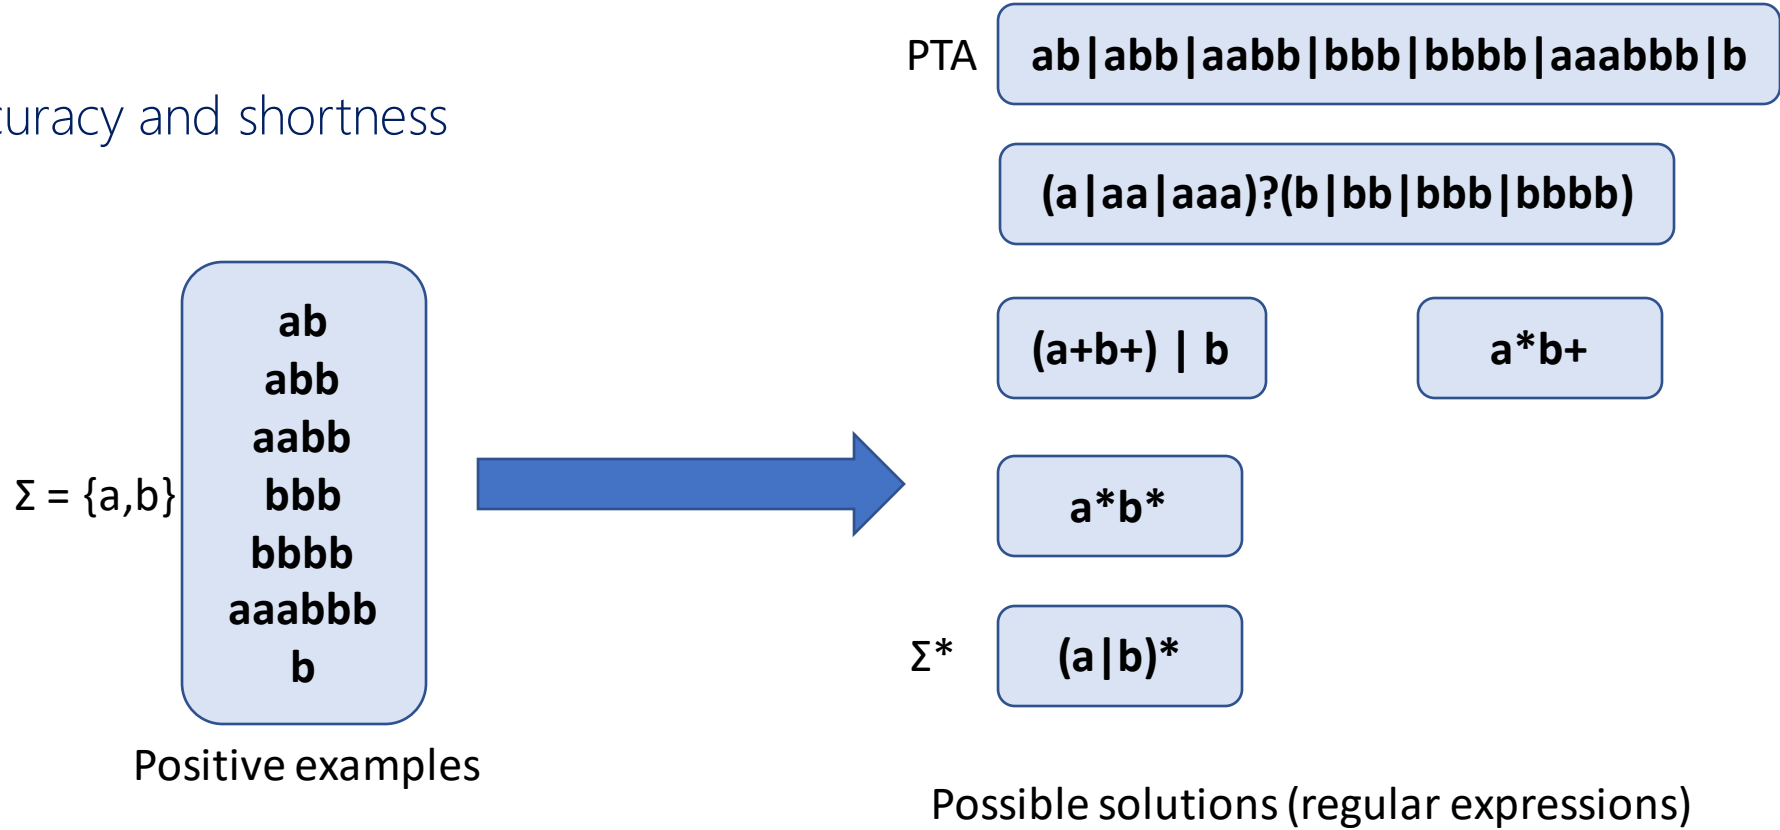 PTA
ab|abb|aabb|bbb|bbbb|aaabbb|b
and shortness
(a|aa|aaa)?(b|bb|bbb|bbbb)
ab
abb
aabb
Σ = {a,b}
bbb
bbbb
aaabbb
b
Positive examples
(a+b+) | b
a*b+
a*b*
Σ*
(a|b)*
Possible solutions (regular expressions)